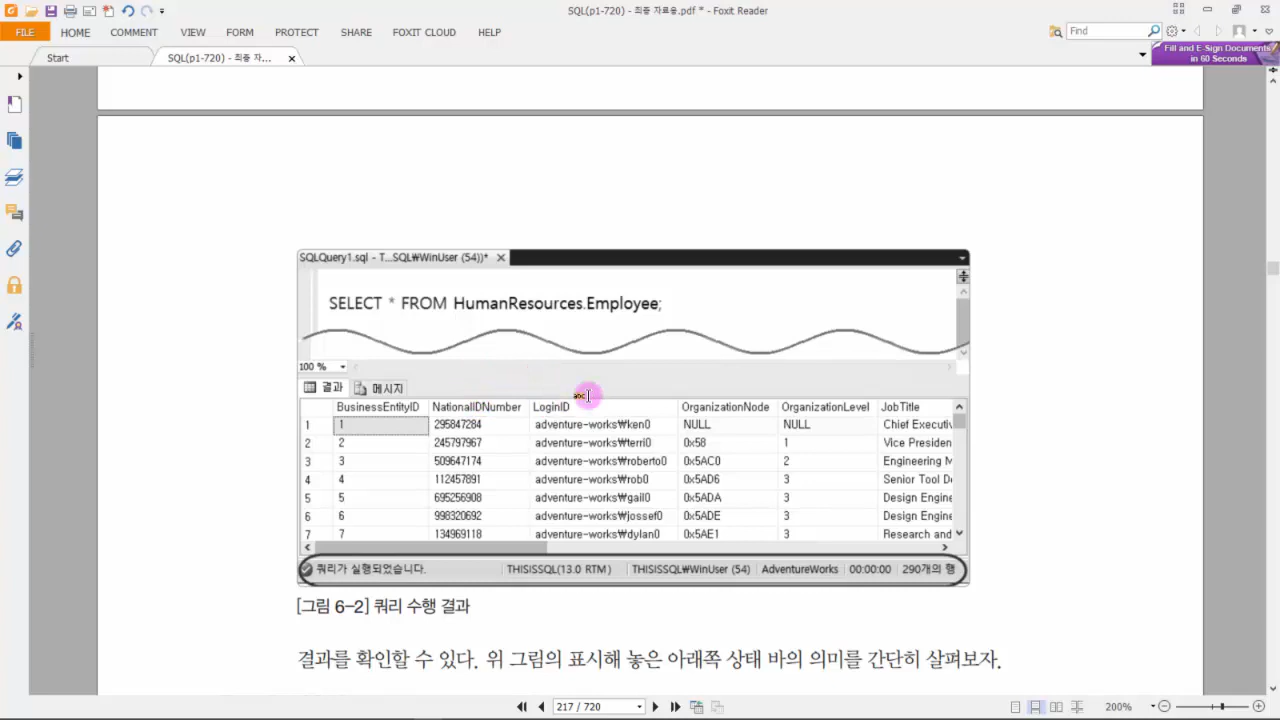 SQL(p1-720) - 최종 자료용.pdf * - Foxit Reader
FILE HOME COMMENT VIEW FORM PROTECT SHARE FOXIT CLOUD HELP
Find
Start
SQL(p1-720) - 최종 자...
Fill and E-Sign Documents
in 60 Seconds
SQLQuery1.sql - T...SQL₩WinUser (54))*
SELECT * FROM HumanResources.Employee;
100 %
결과 메시지
BusinessEntityID NationalIDNumber LoginID OrganizationNode OrganizationLevel JobTitle
1 1 295847284 adventure-works₩ken0 NULL NULL Chief Executiv
2 2 245797967 adventure-works₩terri0 0x58 1 Vice Presiden
3 3 509647174 adventure-works₩roberto0 0x5AC0 2 Engineering M
4 4 112457891 adventure-works₩rob0 0x5AD6 3 Senior Tool De
5 5 695256908 adventure-works₩gail0 0x5ADA 3 Design Engine
6 6 998320692 adventure-works₩jossef0 0x5ADE 3 Design Engine
7 7 134969118 adventure-works₩dylan0 0x5AE1 3 Research and
쿼리가 실행되었습니다. THISISSQL(13.0 RTM) THISISSQL₩WinUser (54) AdventureWorks 00:00:00 290개의 행
[그림 6-2] 쿼리 수행 결과
결과를 확인할 수 있다. 위 그림의 표시해 놓은 아래쪽 상태 바의 의미를 간단히 살펴보자.
217 / 720
200%